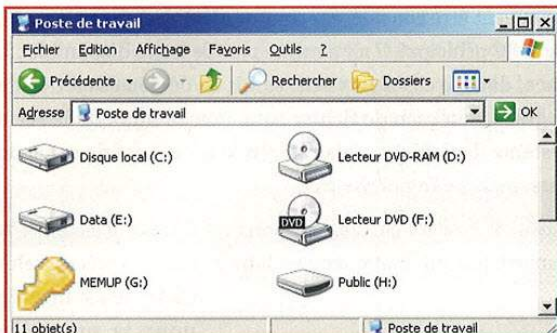 Poste de travail
Fichier Edition Affichage Favoris Outils ?
Précédente Rechercher Dossiers
Adresse Poste de travail OK
Disque local (C:) Lecteur DVD-RAM (D:)
Data (E:) DVD Lecteur DVD (F:)
MEMUP (G:) Public (H:)
11 objet(s) Poste de travail